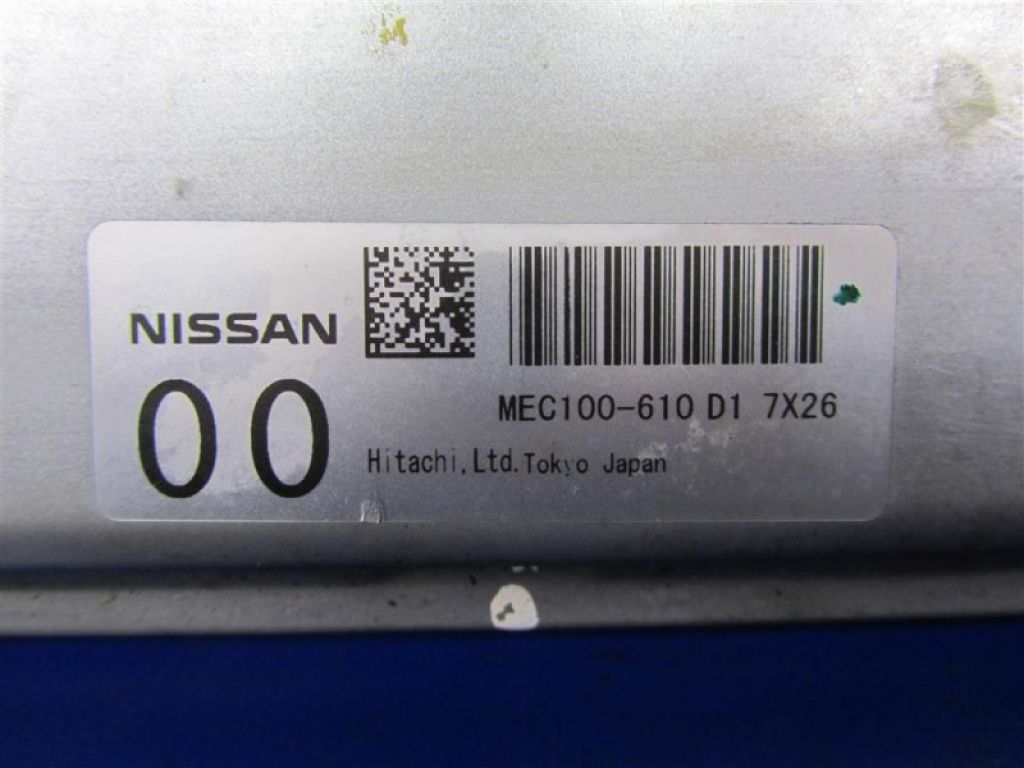 NISSAN
00
MEC100-610 D1 7X26
Hitachi,Ltd.Tokyo Japan